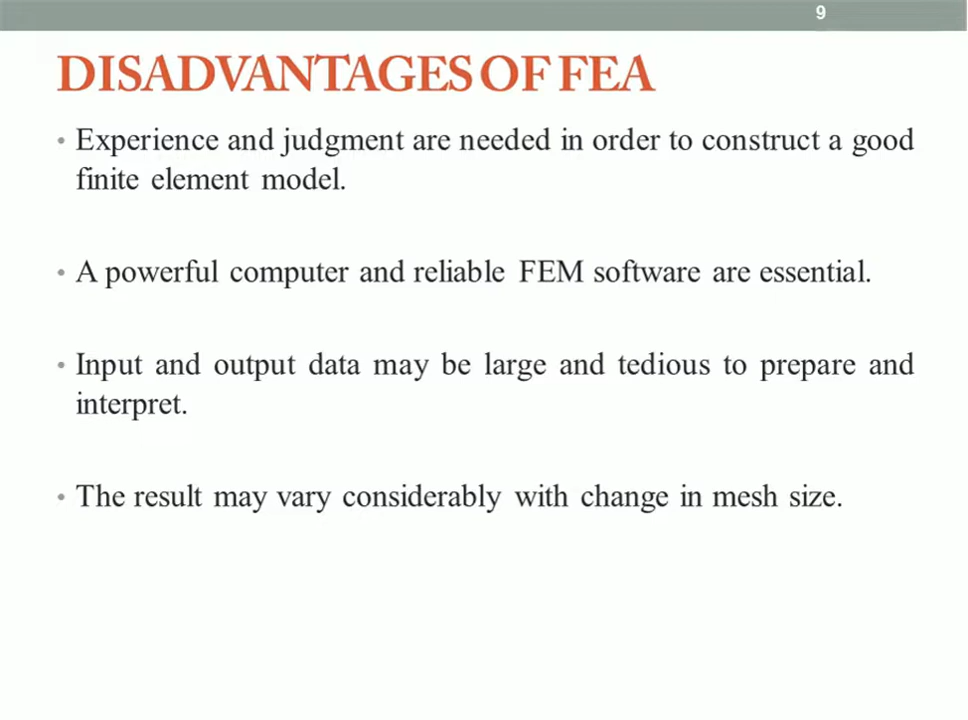 9
DISADVANTAGES OF FEA
• Experience and judgment are needed in order to construct a good
finite element model.
• A powerful computer and reliable FEM software are essential.
• Input and output data may be large and tedious to prepare and
interpret.
• The result may vary considerably with change in mesh size.